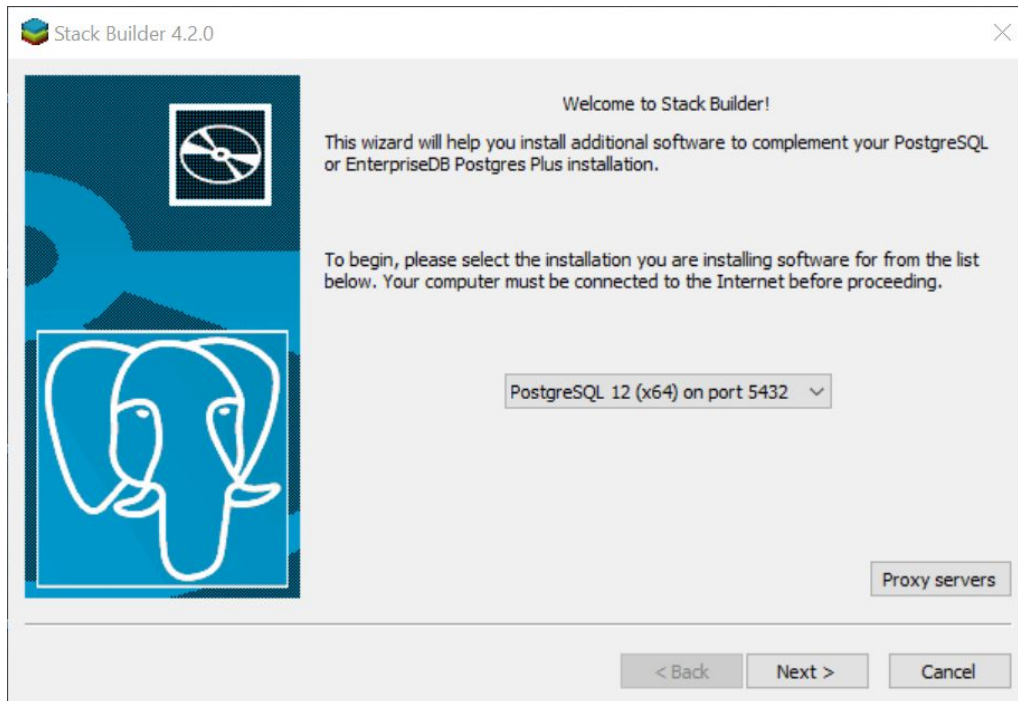 Stack Builder 4.2.0
Welcome to Stack Builder!
This wizard will help you install additional software to complement your PostgreSQL
or EnterpriseDB Postgres Plus installation.
To begin, please select the installation you are installing software for from the list
below. Your computer must be connected to the Internet before proceeding.
PostgreSQL 12 (x64) on port 5432
Proxy servers
< Back
Next >
Cancel